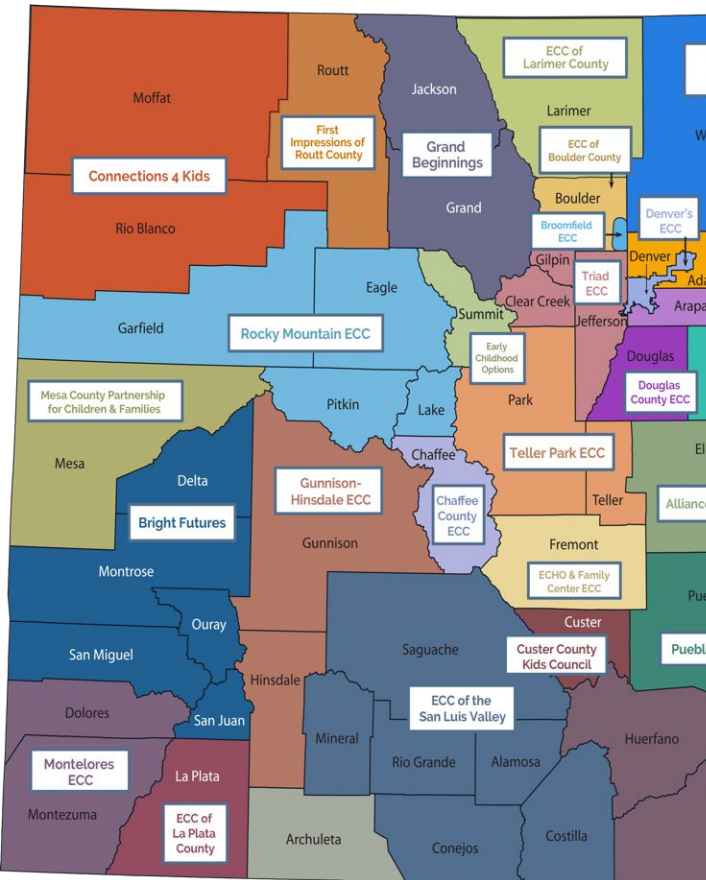 Moffat
Routt
Jackson
ECC of
Larimer County
Larimer
First
Impressions of
Routt County
Grand
Beginnings
ECC of
Boulder County
W
Connections 4 Kids
Rio Blanco
Grand
Boulder
Denver's
ECC
Broomfield
ECC
Gilpin
Denver
Triad
ECC
Ada
Eagle
Clear Creek
Arapa
Garfield
Rocky Mountain ECC
Summit
Jefferson
Early
Childhood
Options
Douglas
Douglas
County ECC
Mesa County Partnership
for Children & Families
Pitkin
Lake
Park
Mesa
Chaffee
Teller Park ECC
El
Delta
Gunnison-
Hinsdale ECC
Chaffee
County
ECC
Teller
Alliance
Bright Futures
Gunnison
Fremont
ECHO & Family
Center ECC
Montrose
Pue
Ouray
Custer
Custer County
Kids Council
Puebl
San Miguel
Saguache
Hinsdale
Dolores
San Juan
ECC of the
San Luis Valley
Mineral
Huerfano
Montelores
ECC
La Plata
Rio Grande
Alamosa
Montezuma
ECC of
La Plata
County
Archuleta
Conejos
Costilla